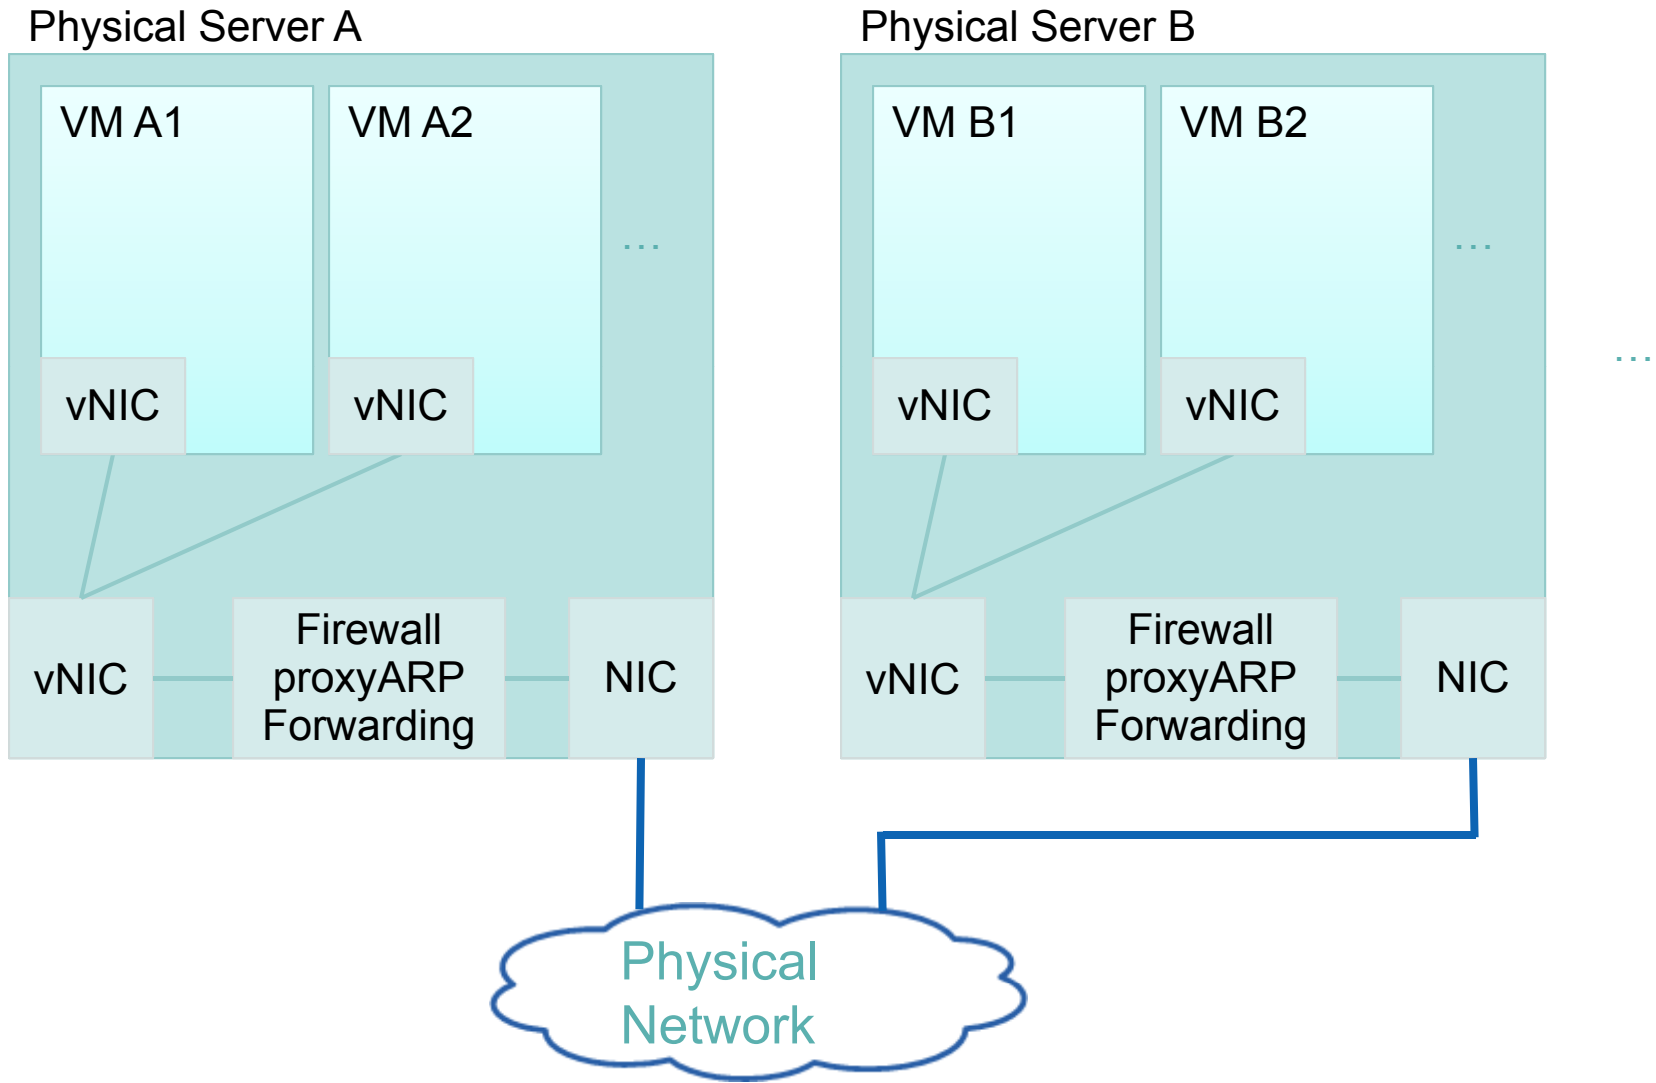 Physical Server A
Physical Server B
VM A1
VM A2
...
VM B1
VM B2
...
...
vNIC
vNIC
vNIC
vNIC
vNIC
Firewall
proxyARP
Forwarding
NIC
vNIC
Firewall
proxyARP
Forwarding
NIC
Physical
Network